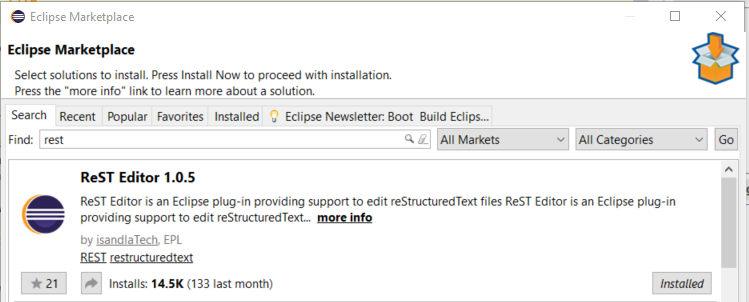 Eclipse Marketplace
Eclipse Marketplace
Select solutions to install. Press Install Now to proceed with installation.
Press the "more info" link to learn more about a solution.
Search Recent Popular Favorites Installed Eclipse Newsletter: Boot Build Eclips...
Find: rest All Markets All Categories Go
ReST Editor 1.0.5
ReST Editor is an Eclipse plug-in providing support to edit reStructuredText files ReST Editor is an Eclipse plug-in
providing support to edit reStructuredText... more info
by isandlaTech, EPL
REST restructuredtext
21 Installs: 14.5K (133 last month) Installed